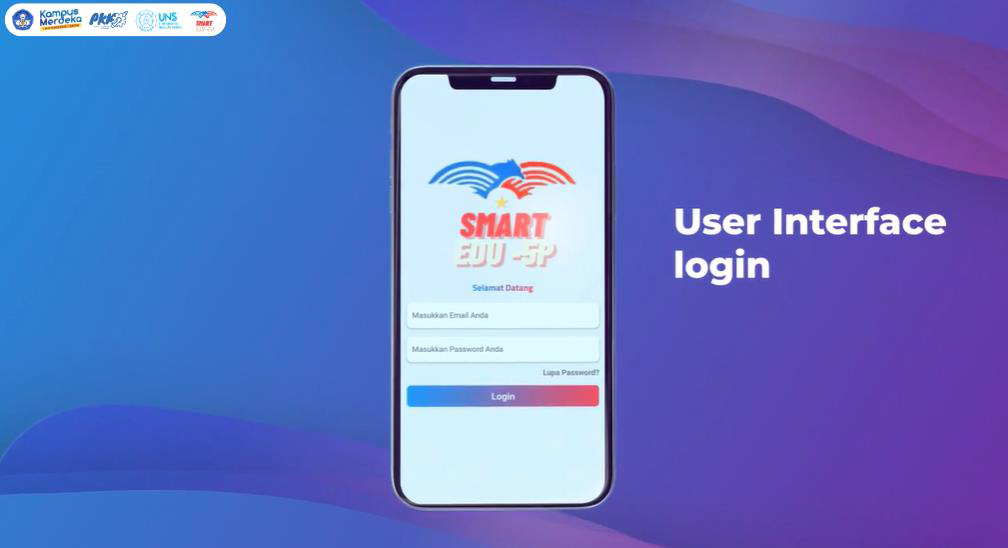 Kampus
Merdeka
PKM
UNS
SMART
SMART
EDU -5P
Selamat Datang
Masukkan Email Anda
Masukkan Password Anda
Lupa Password?
Login
User Interface
login